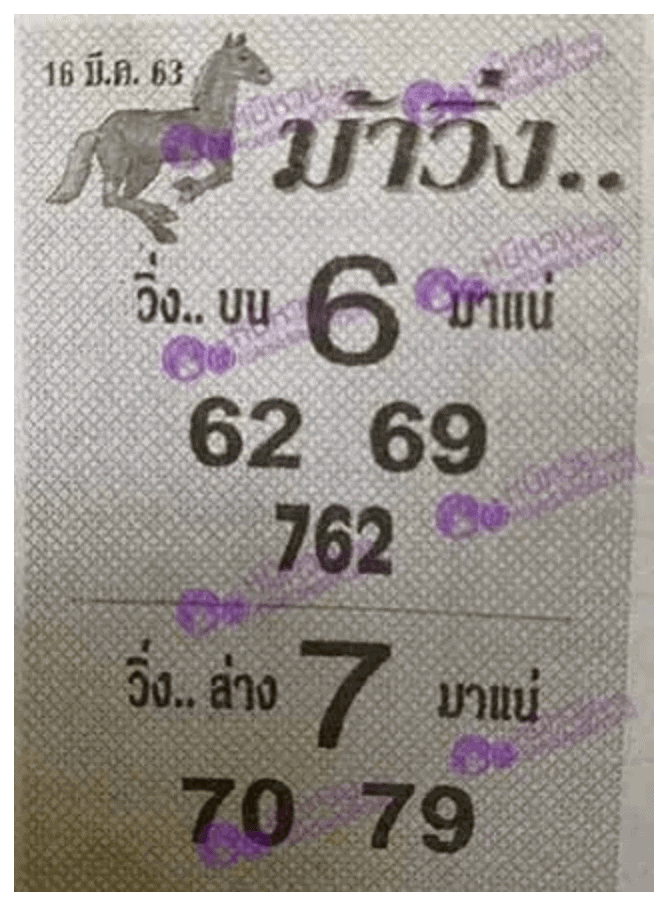 16 มี.ค. 63
ม้าวิ่ง..
วิ่ง.. บน 6 มาแน่
62 69
762
วิ่ง.. ล่าง 7 มาแน่
70 79